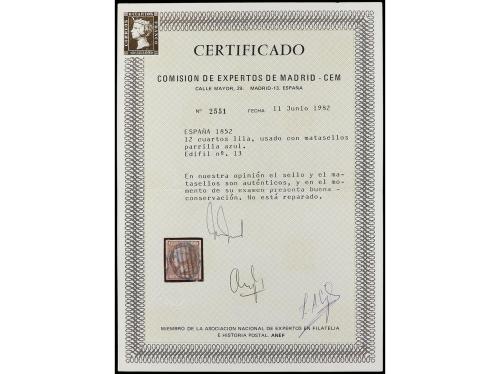 CERTIFICADO
COMISION DE EXPERTOS DE MADRID - CEM
CALLE MAYOR, 29. MADRID-13. ESPAÑA
Nº 2551 FECHA: 11 Junio 1982
ESPAÑA 1852
12 cuartos lila, usado con matasellos
parrilla azul.
Edifil nº. 13
En nuestra opinión el sello y el ma-
tasellos son auténticos, y en el mo-
mento de su examen presenta buena -
conservación. No está reparado.
MIEMBRO DE LA ASOCIACION NACIONAL DE EXPERTOS EN FILATELIA
E HISTORIA POSTAL. ANEF